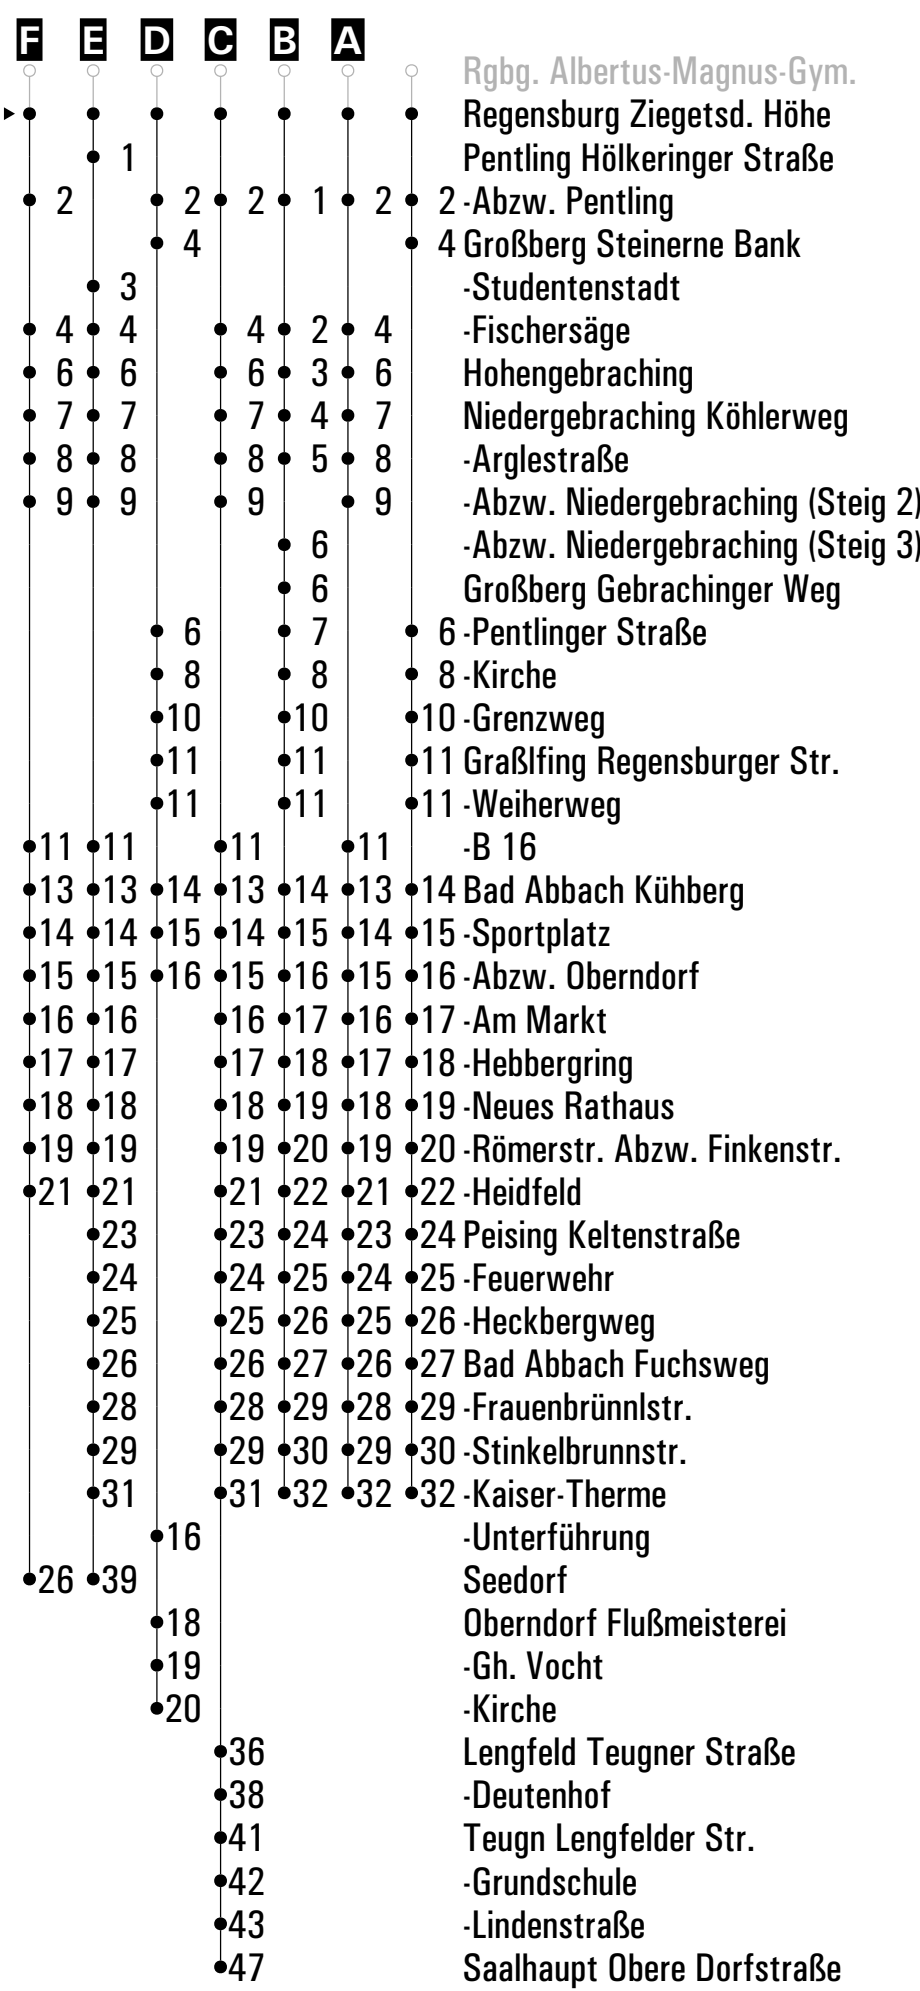 F E D C B A
Rgbg. Albertus-Magnus-Gym.
Regensburg Ziegetsd. Höhe
1 Pentling Hölkeringer Straße
2 2 2 1 2 2 -Abzw. Pentling
4 4 Großberg Steinerne Bank
3 -Studentenstadt
4 4 4 2 4 -Fischersäge
6 6 6 3 6 Hohengebraching
7 7 7 4 7 Niedergebraching Köhlerweg
8 8 8 5 8 -Arglestraße
9 9 9 9 -Abzw. Niedergebraching (Steig 2)
6 -Abzw. Niedergebraching (Steig 3)
6 Großberg Gebrachinger Weg
6 7 6 -Pentlinger Straße
8 8 8 -Kirche
10 10 10 -Grenzweg
11 11 11 Graßlfing Regensburger Str.
11 11 11 -Weiherweg
11 11 11 11 -B 16
13 13 14 13 14 13 14 Bad Abbach Kühberg
14 14 15 14 15 14 15 -Sportplatz
15 15 16 15 16 15 16 -Abzw. Oberndorf
16 16 16 17 16 17 -Am Markt
17 17 17 18 17 18 -Hebbergring
18 18 18 19 18 19 -Neues Rathaus
19 19 19 20 19 20 -Römerstr. Abzw. Finkenstr.
21 21 21 22 21 22 -Heidfeld
23 23 24 23 24 Peising Keltenstraße
24 24 25 24 25 -Feuerwehr
25 25 26 25 26 -Heckbergweg
26 26 27 26 27 Bad Abbach Fuchsweg
28 28 29 28 29 -Frauenbrünnlstr.
29 29 30 29 30 -Stinkelbrunnstr.
31 31 32 32 32 -Kaiser-Therme
16 -Unterführung
26 39 Seedorf
18 Oberndorf Flußmeisterei
19 -Gh. Vocht
20 -Kirche
36 Lengfeld Teugner Straße
38 -Deutenhof
41 Teugn Lengfelder Str.
42 -Grundschule
43 -Lindenstraße
47 Saalhaupt Obere Dorfstraße